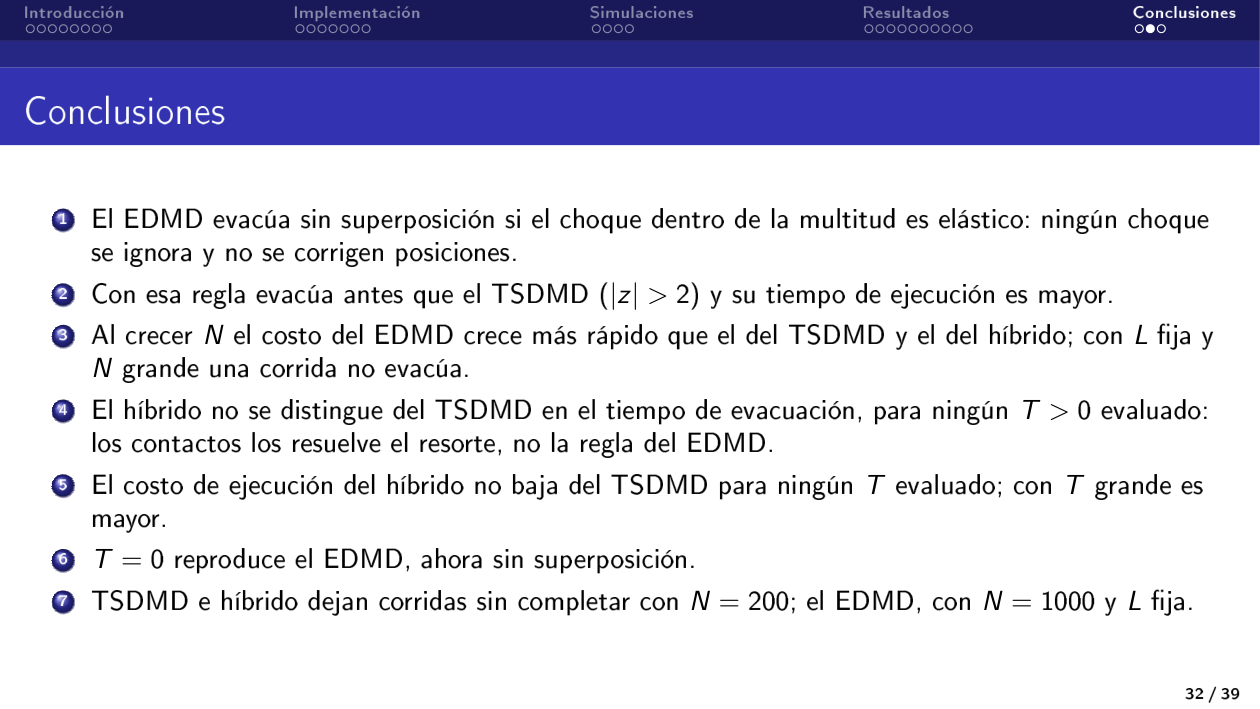 Introducción Implementación Simulaciones Resultados Conclusiones
Conclusiones
1 El EDMD evacúa sin superposición si el choque dentro de la multitud es elástico: ningún choque
se ignora y no se corrigen posiciones.
2 Con esa regla evacúa antes que el TSDMD (|z| > 2) y su tiempo de ejecución es mayor.
3 Al crecer N el costo del EDMD crece más rápido que el del TSDMD y el del híbrido; con L fija y
N grande una corrida no evacúa.
4 El híbrido no se distingue del TSDMD en el tiempo de evacuación, para ningún T > 0 evaluado:
los contactos los resuelve el resorte, no la regla del EDMD.
5 El costo de ejecución del híbrido no baja del TSDMD para ningún T evaluado; con T grande es
mayor.
6 T = 0 reproduce el EDMD, ahora sin superposición.
7 TSDMD e híbrido dejan corridas sin completar con N = 200; el EDMD, con N = 1000 y L fija.
32 / 39